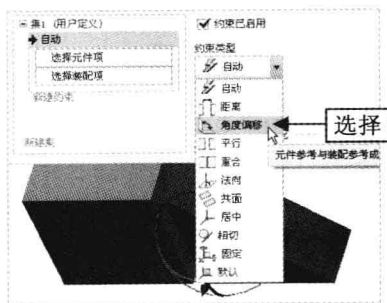 集1 (用户定义)
自动
选择元件项
选择装配项
新建约束
新建集
约束已启用
约束类型
自动
自动
距离
角度偏移
平行
重合
法向
共面
居中
相切
固定
默认
选择
元件参考与装配参考成